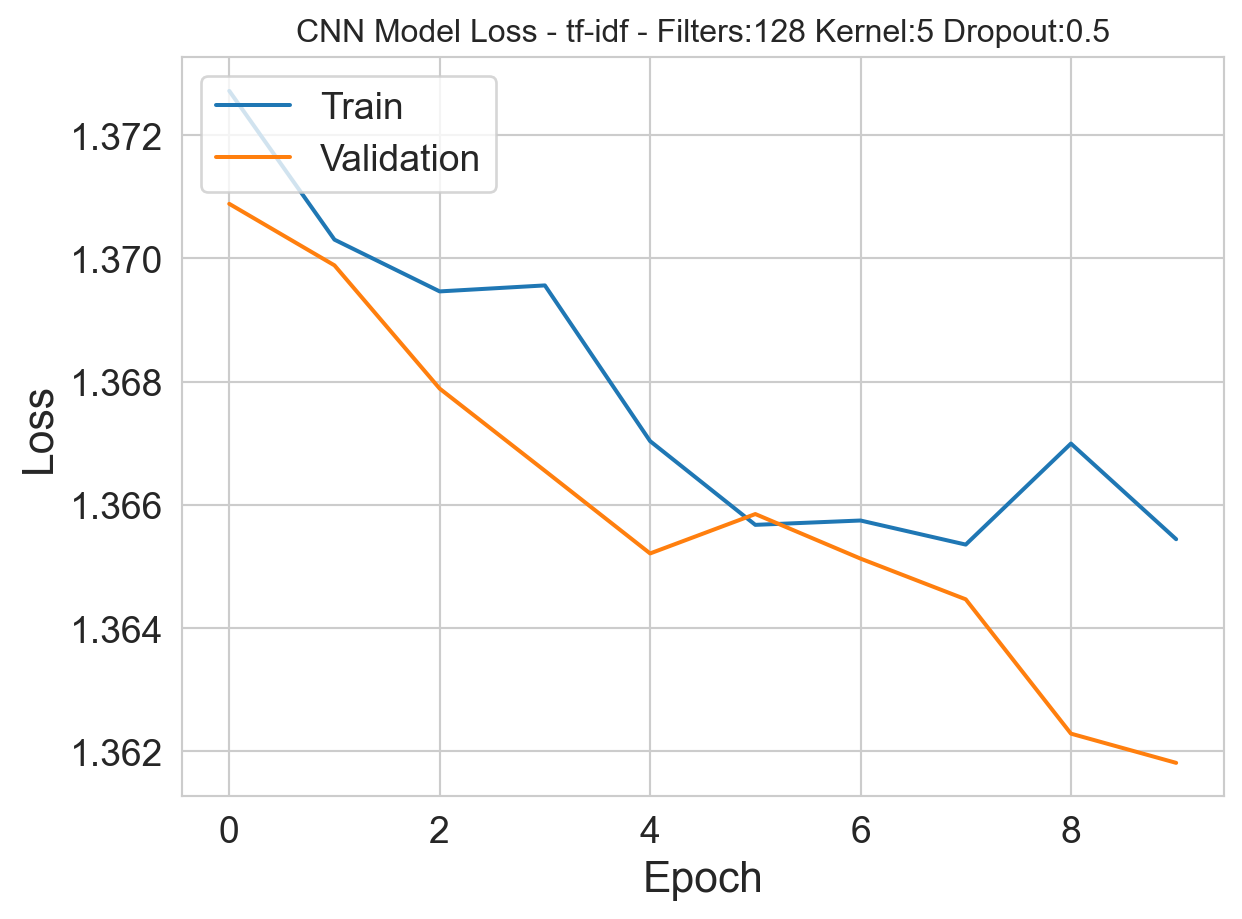 CNN Model Loss - tf-idf - Filters:128 Kernel:5 Dropout:0.5
Train
Validation
1.372
1.370
1.368
1.366
1.364
1.362
Loss
0 2 4 6 8
Epoch